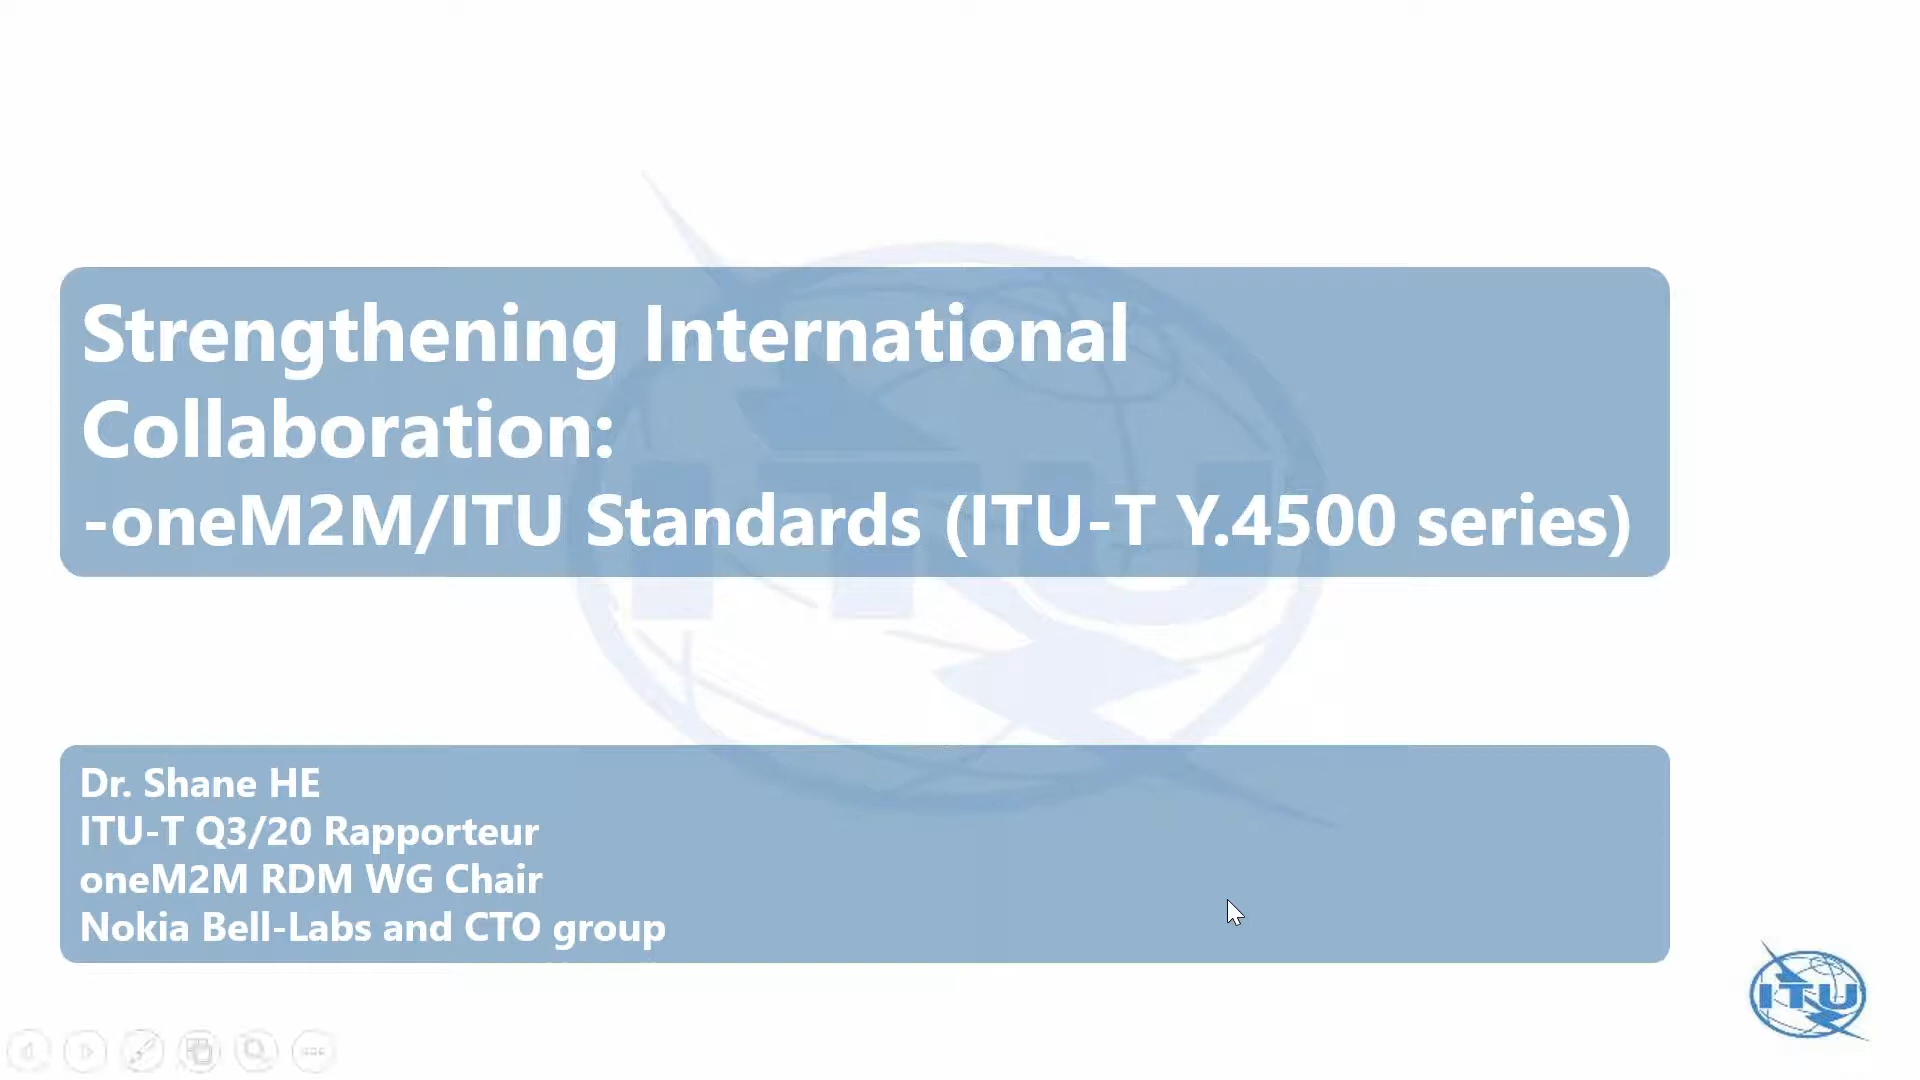 Strengthening International
Collaboration:
-oneM2M/ITU Standards (ITU-T Y.4500 series)
ITU
Dr. Shane HE
ITU-T Q3/20 Rapporteur
oneM2M RDM WG Chair
Nokia Bell-Labs and CTO group
ITU